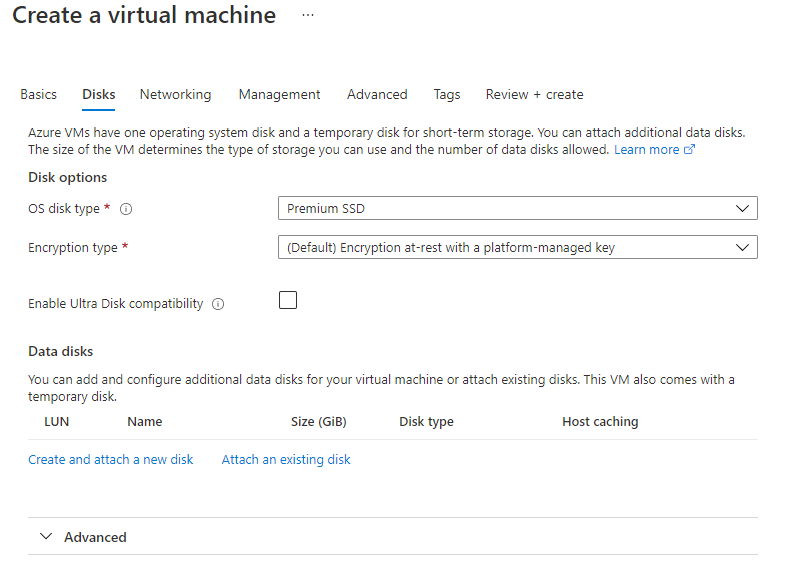 Create a virtual machine ...
Basics Disks Networking Management Advanced Tags Review + create
Azure VMs have one operating system disk and a temporary disk for short-term storage. You can attach additional data disks.
The size of the VM determines the type of storage you can use and the number of data disks allowed. Learn more
Disk options
OS disk type * Premium SSD
Encryption type * (Default) Encryption at-rest with a platform-managed key
Enable Ultra Disk compatibility
Data disks
You can add and configure additional data disks for your virtual machine or attach existing disks. This VM also comes with a
temporary disk.
LUN Name Size (GiB) Disk type Host caching
Create and attach a new disk Attach an existing disk
Advanced